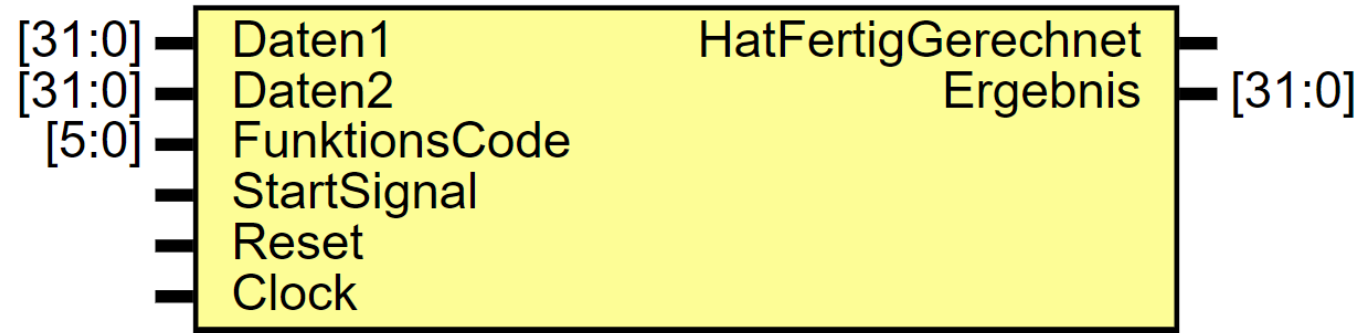 [31:0] Daten1 HatFertigGerechnet
[31:0] Daten2 Ergebnis [31:0]
[5:0] FunktionsCode
StartSignal
Reset
Clock